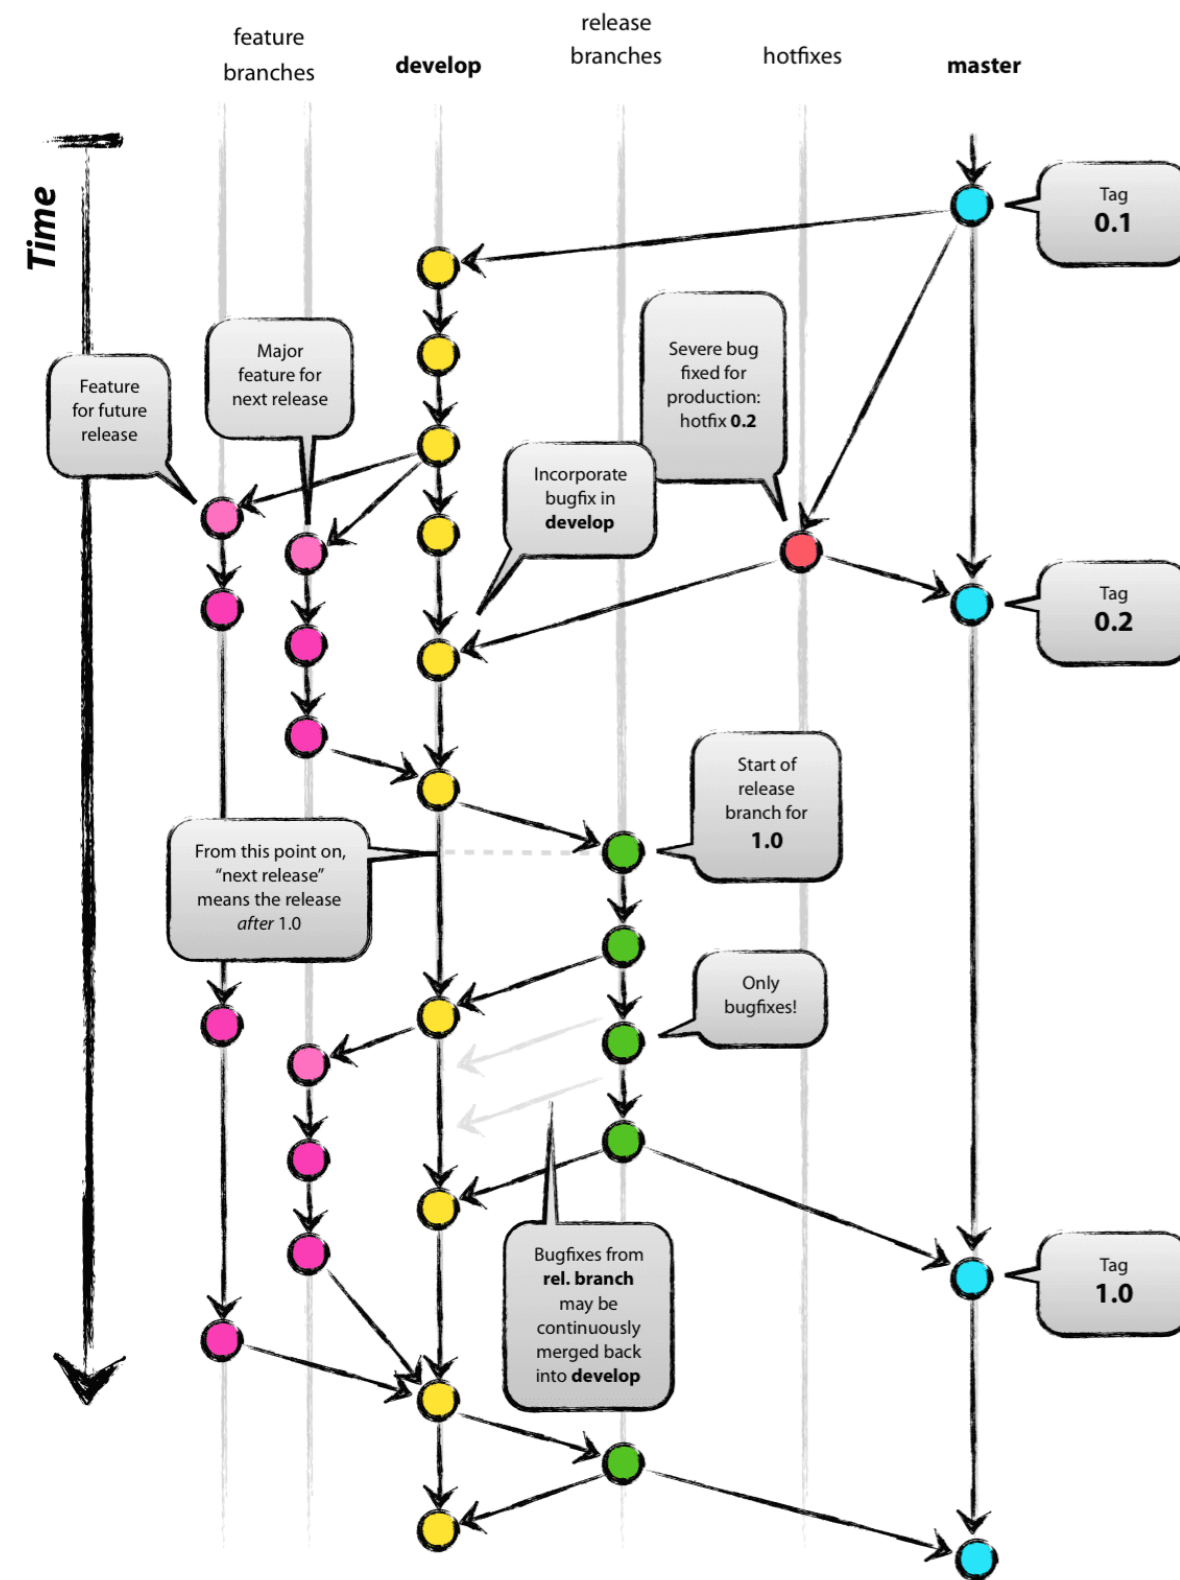 feature
branches
develop
release
branches
hotfixes
master
Time
Tag
0.1
Major
feature for
next release
Feature
for future
release
Severe bug
fixed for
production:
hotfix 0.2
Incorporate
bugfix in
develop
Tag
0.2
Start of
release
branch for
1.0
From this point on,
“next release”
means the release
after 1.0
Only
bugfixes!
Bugfixes from
rel. branch
may be
continuously
merged back
into develop
Tag
1.0